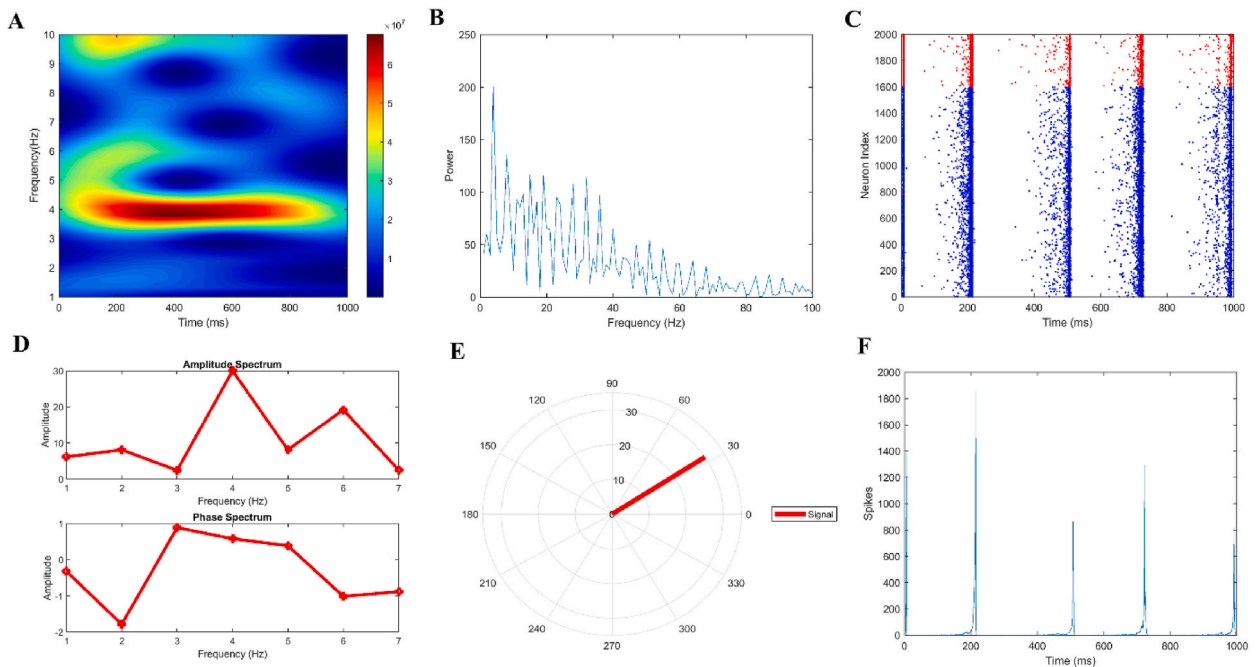 A
×10⁷
10
9
8
7
6
5
4
3
2
1
Frequency(Hz)
200 400 600 800 1000
Time (ms)
6
5
4
3
2
1
B
250
200
150
100
50
0
Power
0 20 40 60 80 100
Frequency (Hz)
C
2000
1800
1600
1400
1200
1000
800
600
400
200
0
Neuron Index
0 200 400 600 800 1000
Time (ms)
D
Amplitude Spectrum
30
20
10
0
Amplitude
1 2 3 4 5 6 7
Frequency (Hz)
Phase Spectrum
1
0
-1
-2
Amplitude
1 2 3 4 5 6 7
Frequency (Hz)
E
90
120 60
150 30
180 0
210 330
240 300
270
30
20
10
0
Signal
F
2000
1800
1600
1400
1200
1000
800
600
400
200
0
Spikes
0 200 400 600 800 1000
Time (ms)